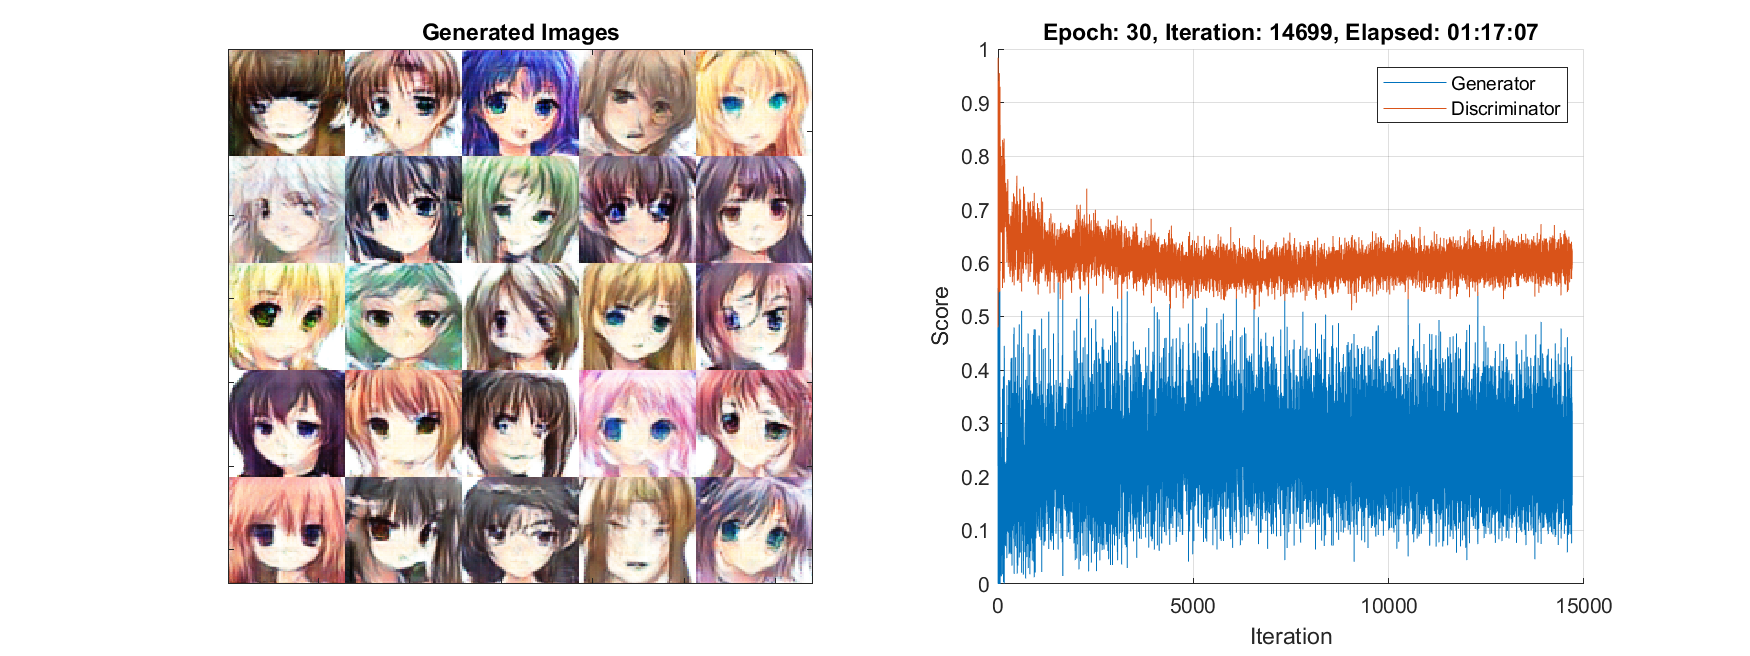 Generated Images
Epoch: 30, Iteration: 14699, Elapsed: 01:17:07
Generator
Discriminator
1
0.9
0.8
0.7
0.6
0.5
0.4
0.3
0.2
0.1
0
Score
0
5000
10000
15000
Iteration